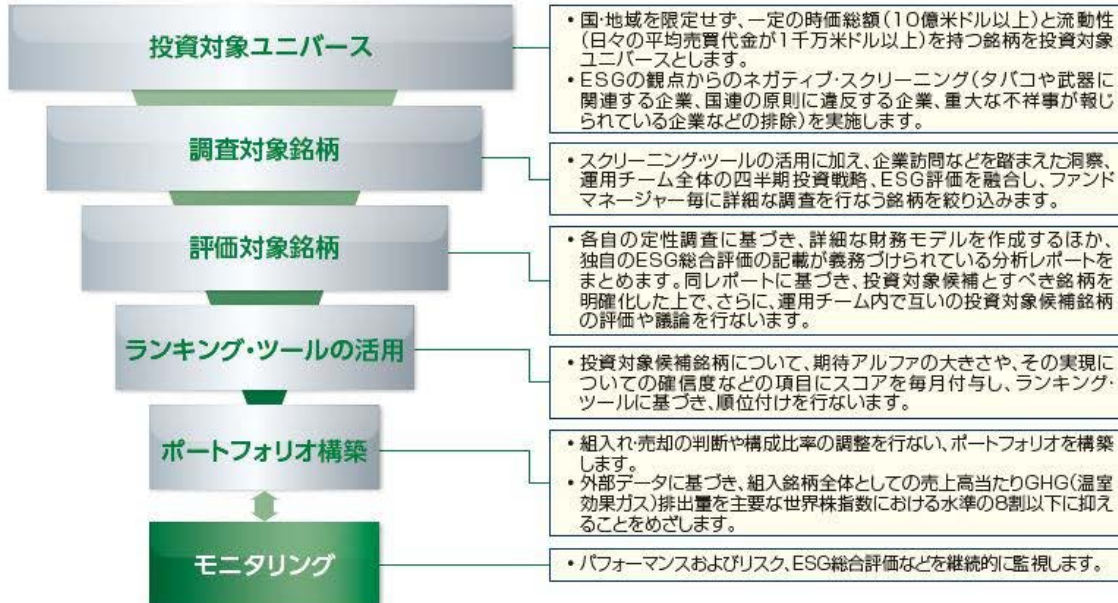 投資対象ユニバース
・国・地域を限定せず、一定の時価総額(10億米ドル以上)と流動性
(日々の平均売買代金が1千万米ドル以上)を持つ銘柄を投資対象
ユニバースとします。
・ESGの観点からのネガティブ・スクリーニング(タバコや武器に
関連する企業、国連の原則に違反する企業、重大な不祥事が報じ
られている企業などの排除)を実施します。
調査対象銘柄
・スクリーニング・ツールの活用に加え、企業訪問などを踏まえた洞察、
運用チーム全体の四半期投資戦略、ESG評価を融合し、ファンド
マネージャー毎に詳細な調査を行なう銘柄を絞り込みます。
評価対象銘柄
・各自の定性調査に基づき、詳細な財務モデルを作成するほか、
独自のESG総合評価の記載が義務づけられている分析レポートを
まとめます。同レポートに基づき、投資対象候補とすべき銘柄を
明確化した上で、さらに、運用チーム内で互いの投資対象候補銘柄
の評価や議論を行ないます。
ランキング・ツールの活用
・投資対象候補銘柄について、期待アルファの大きさや、その実現に
ついての確信度などの項目にスコアを毎月付与し、ランキング・
ツールに基づき、順位付けを行ないます。
ポートフォリオ構築
・組入れ・売却の判断や構成比率の調整を行ない、ポートフォリオを構築
します。
・外部データに基づき、組入銘柄全体としての売上高当たりGHG(温室
効果ガス)排出量を主要な世界株指数における水準の8割以下に抑え
ることをめざします。
モニタリング
・パフォーマンスおよびリスク、ESG総合評価などを継続的に監視します。